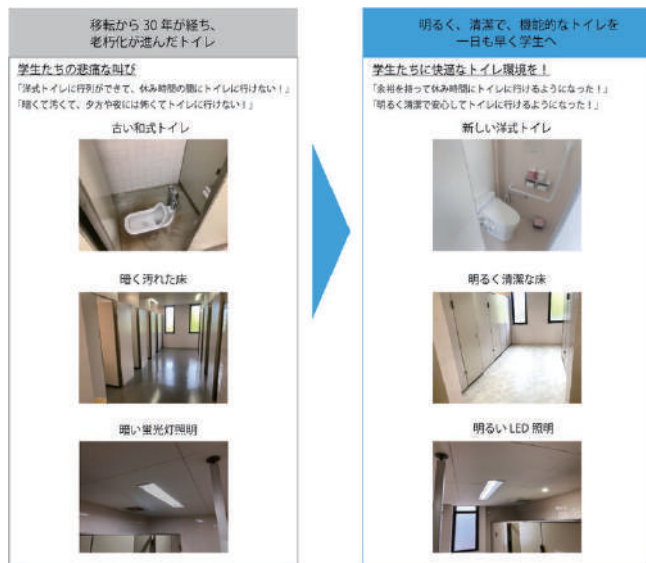 移転から 30 年が経ち、
老朽化が進んだトイレ
学生たちの悲痛な叫び
「洋式トイレに行列ができて、休み時間の間にトイレに行けない！」
「暗くて汚くて、夕方や夜には怖くてトイレに行けない！」
古い和式トイレ
暗く汚れた床
暗い蛍光灯照明
明るく、清潔で、機能的なトイレを
一日も早く学生へ
学生たちに快適なトイレ環境を！
「余裕を持って休み時間にトイレに行けるようになった！」
「明るく清潔で安心してトイレに行けるようになった！」
新しい洋式トイレ
明るく清潔な床
明るい LED 照明